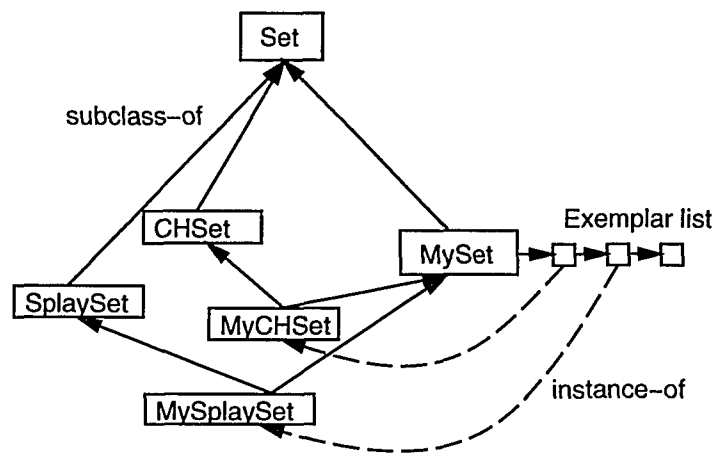 Set
subclass-of
CHSet
Exemplar list
MySet
SplaySet
MyCHSet
instance-of
MySplaySet